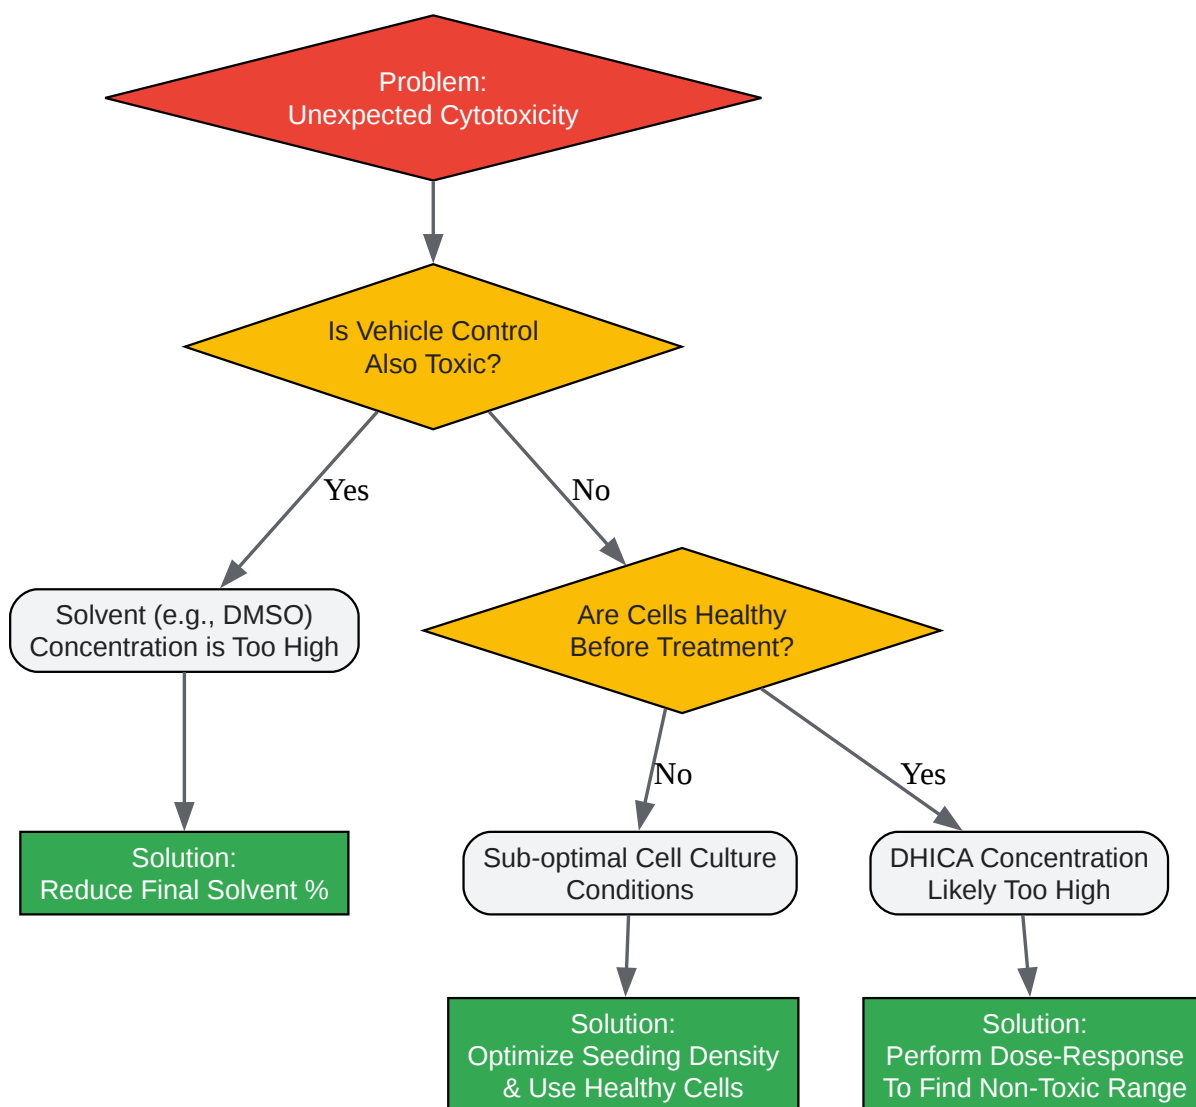 Problem:
Unexpected Cytotoxicity
Is Vehicle Control
Also Toxic?
Yes
No
Solvent (e.g., DMSO)
Concentration is Too High
Are Cells Healthy
Before Treatment?
No
Yes
Solution:
Reduce Final Solvent %
Sub-optimal Cell Culture
Conditions
DHICA Concentration
Likely Too High
Solution:
Optimize Seeding Density
& Use Healthy Cells
Solution:
Perform Dose-Response
To Find Non-Toxic Range